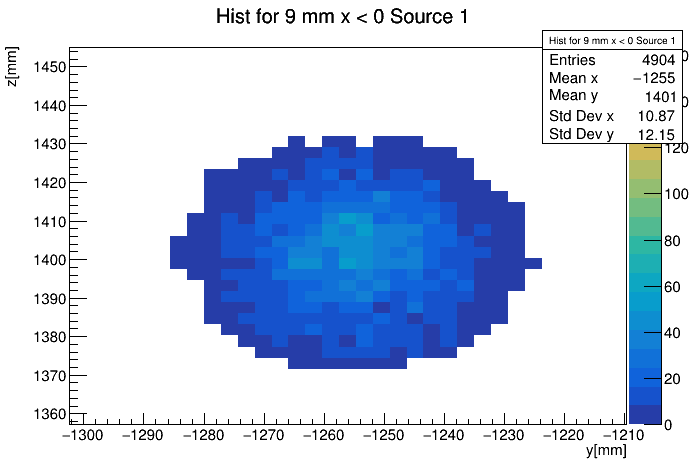 Hist for 9 mm x < 0 Source 1
Hist for 9 mm x < 0 Source 1
Entries 4904
Mean x −1255
Mean y 1401
Std Dev x 10.87
Std Dev y 12.15
z[mm]
1450
1440
1430
1420
1410
1400
1390
1380
1370
1360
−1300 −1290 −1280 −1270 −1260 −1250 −1240 −1230 −1220 −1210
y[mm]
120
100
80
60
40
20
0